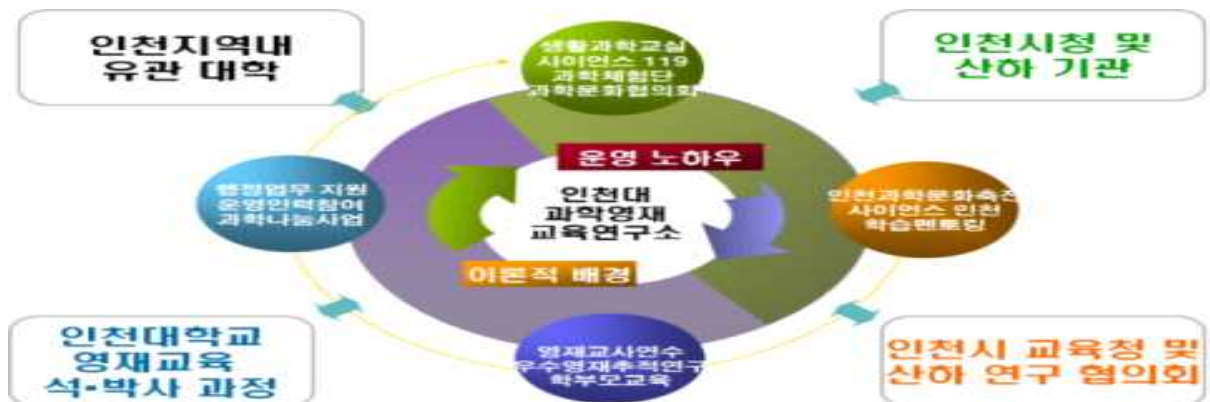 인천지역내
유관 대학
생활과학교실
사이언스 119
과학체험단
과학문화협의회
인천시청 및
산하 기관
운영 노하우
행정업무 지원
운영인력참여
과학나눔사업
인천대
과학영재
교육연구소
인천과학문화축전
사이언스 인천
학습멘토링
이론적 배경
인천대학교
영재교육
석·박사 과정
영재교사연수
우수영재추적연구
학부모교육
인천시 교육청 및
산하 연구 협의회